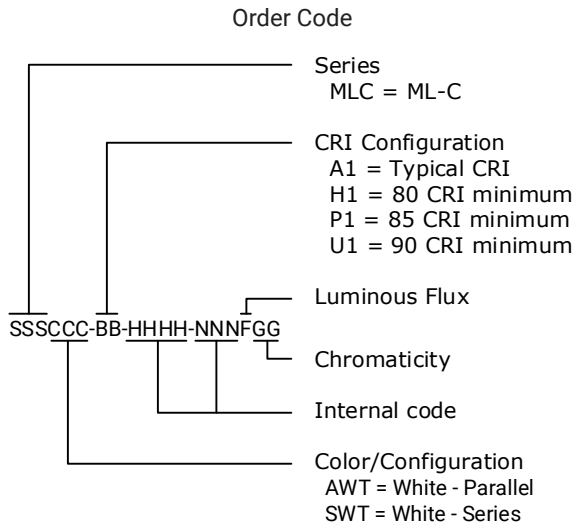 Order Code
Series
MLC = ML-C
CRI Configuration
A1 = Typical CRI
H1 = 80 CRI minimum
P1 = 85 CRI minimum
U1 = 90 CRI minimum
Luminous Flux
SSSCCC-BB-HHHH-NNNFGG
Chromaticity
Internal code
Color/Configuration
AWT = White - Parallel
SWT = White - Series